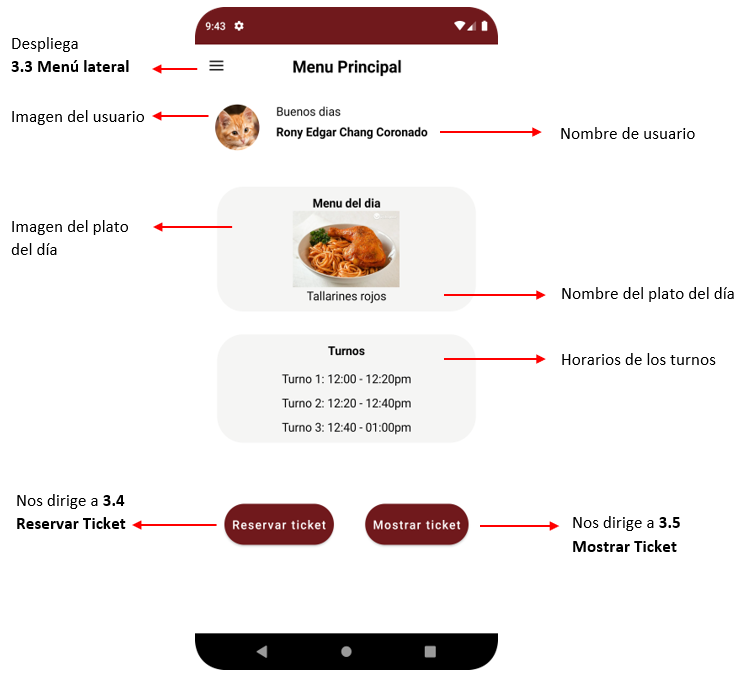 9:43
Despliega
3.3 Menú lateral
Menu Principal
Imagen del usuario
Buenos dias
Rony Edgar Chang Coronado
Nombre de usuario
Menu del dia
Imagen del plato
del día
Tallarines rojos
Nombre del plato del día
Turnos
Horarios de los turnos
Turno 1: 12:00 - 12:20pm
Turno 2: 12:20 - 12:40pm
Turno 3: 12:40 - 01:00pm
Nos dirige a 3.4
Reservar Ticket
Reservar ticket
Mostrar ticket
Nos dirige a 3.5
Mostrar Ticket